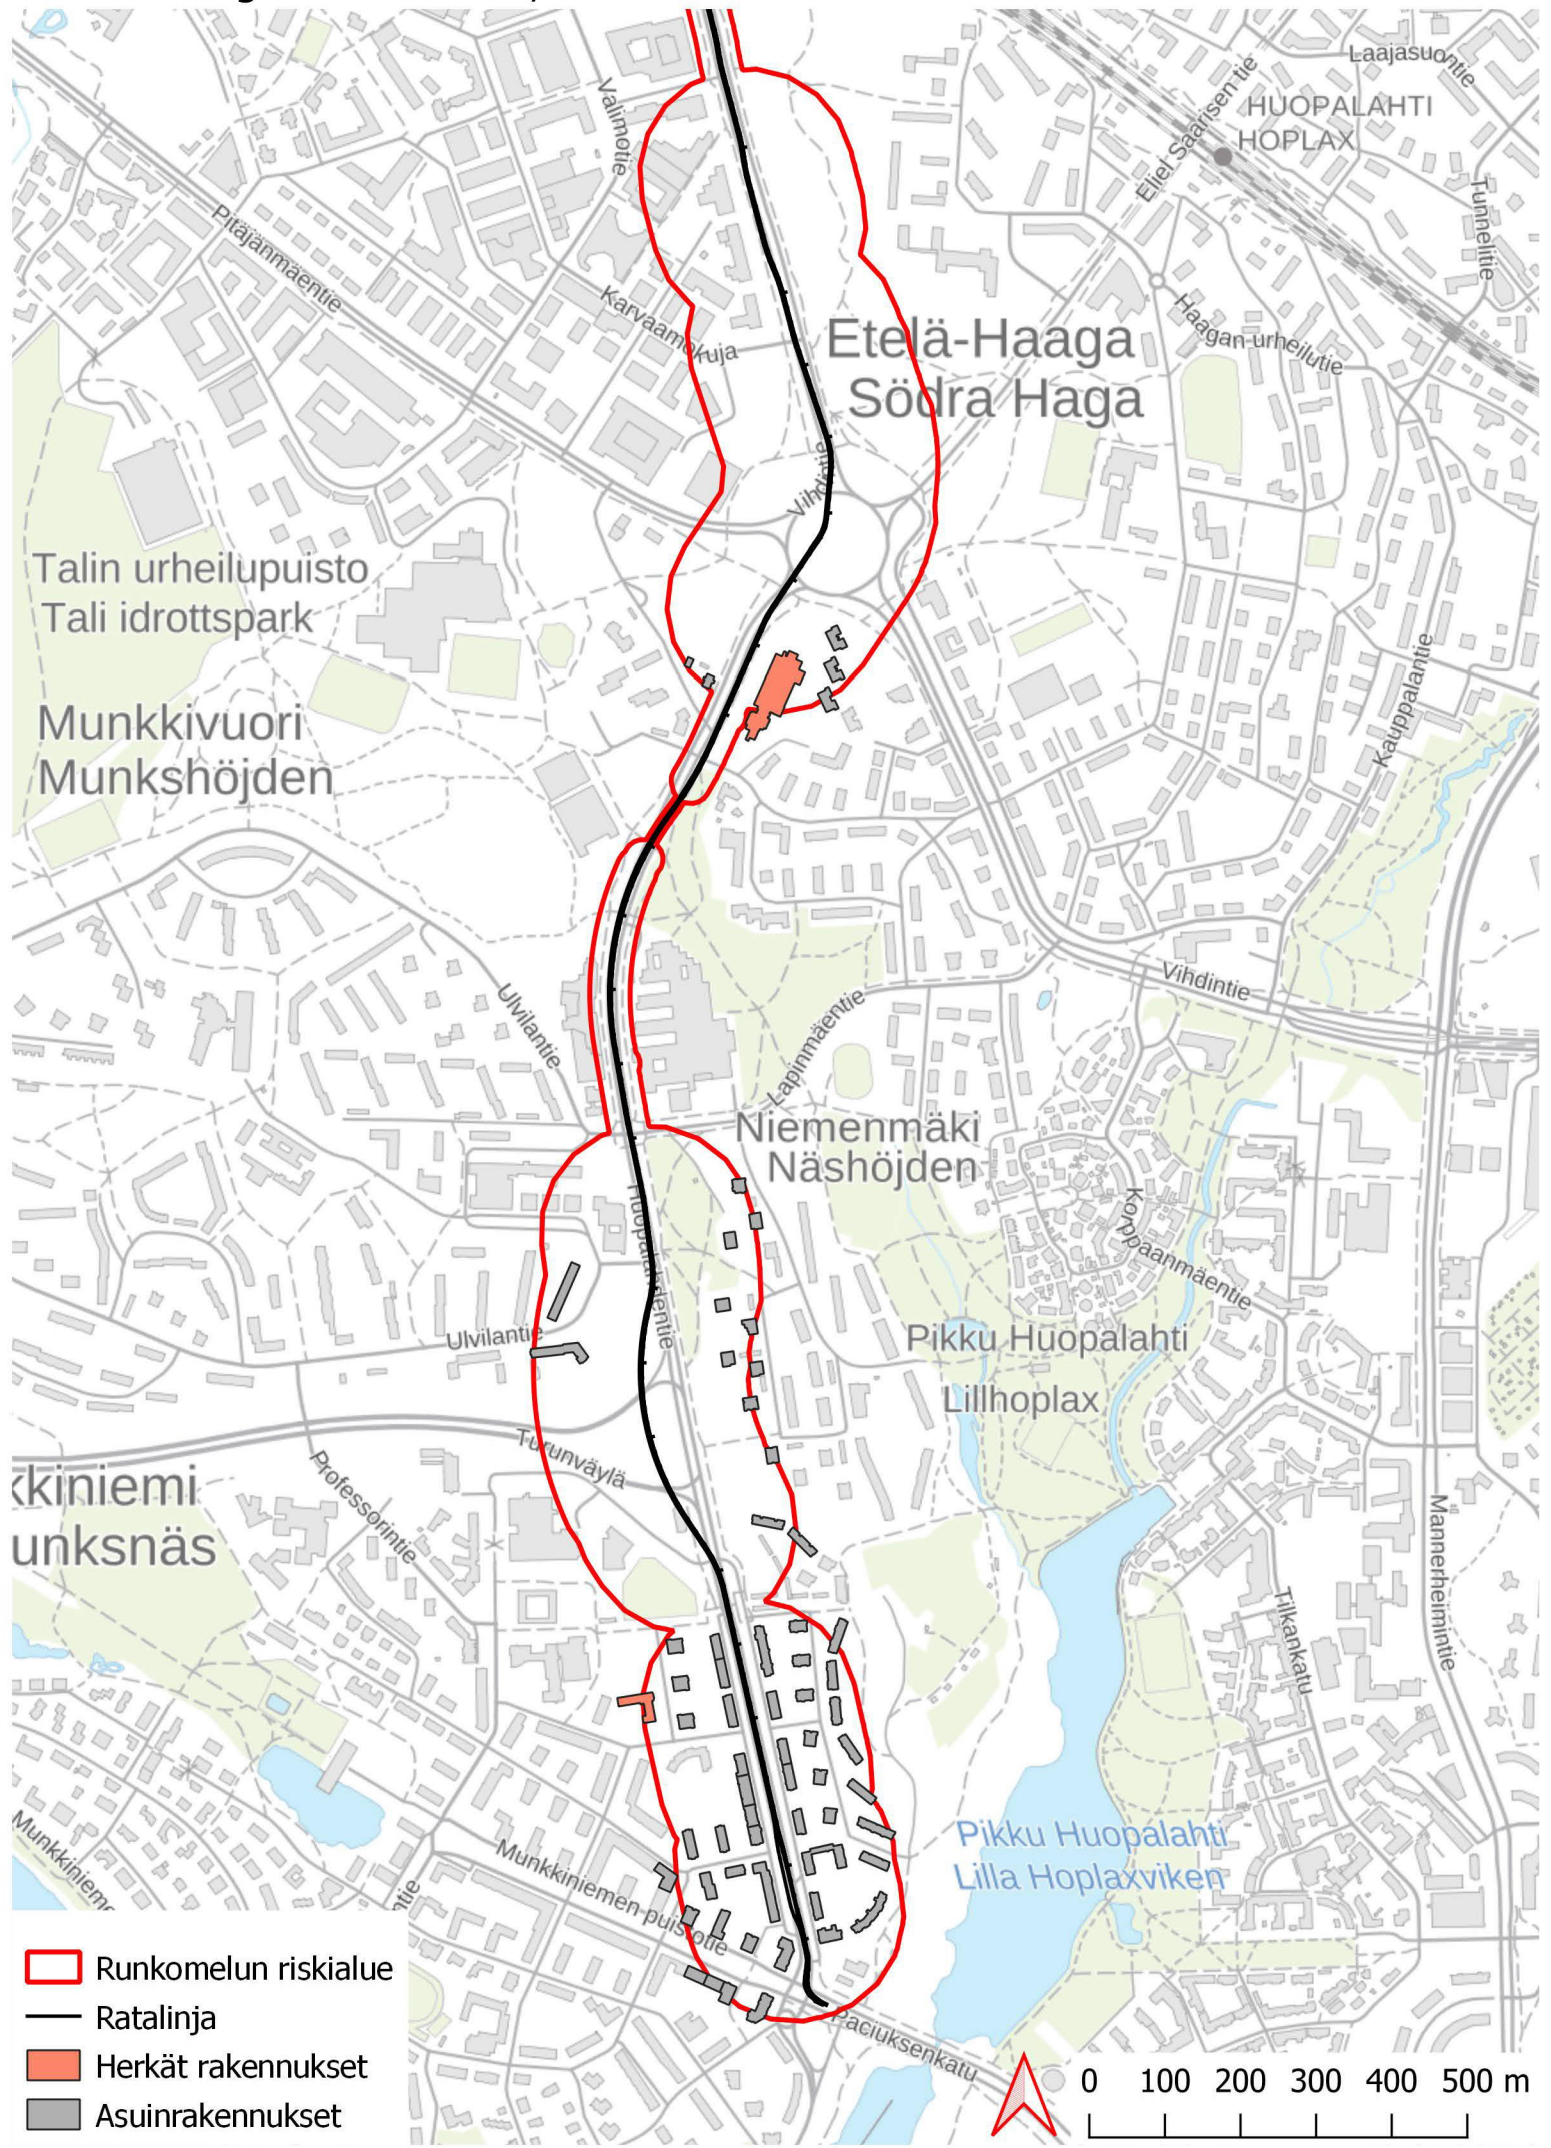 Laajasuontie
HUOPALAHTI
HOPLAX
Eliel Saarisen tie
Valimotie
Tunnelitie
Pitäjänmäentie
Karvaamokuja
Haagan urheilutie
Etelä-Haaga
Södra Haga
Vihdintie
Talin urheilupuisto
Tali idrottspark
Kauppalantie
Munkkivuori
Munkshöjden
Vihdintie
Ulvilantie
Lapinmäentie
Niemenmäki
Näshöjden
Huopalahdentie
Korppaanmäentie
Ulvilantie
Pikku Huopalahti
Lillhoplax
Turunväylä
Professorintie
kkiniemi
unksnäs
Mannerheimintie
Tilkankatu
Pikku Huopalahti
Lilla Hoplaxviken
Munkkiniemen puistotie
Munkkinieme
ntie
Paciuksenkatu
Runkomelun riskialue
Ratalinja
Herkät rakennukset
Asuinrakennukset
0 100 200 300 400 500 m